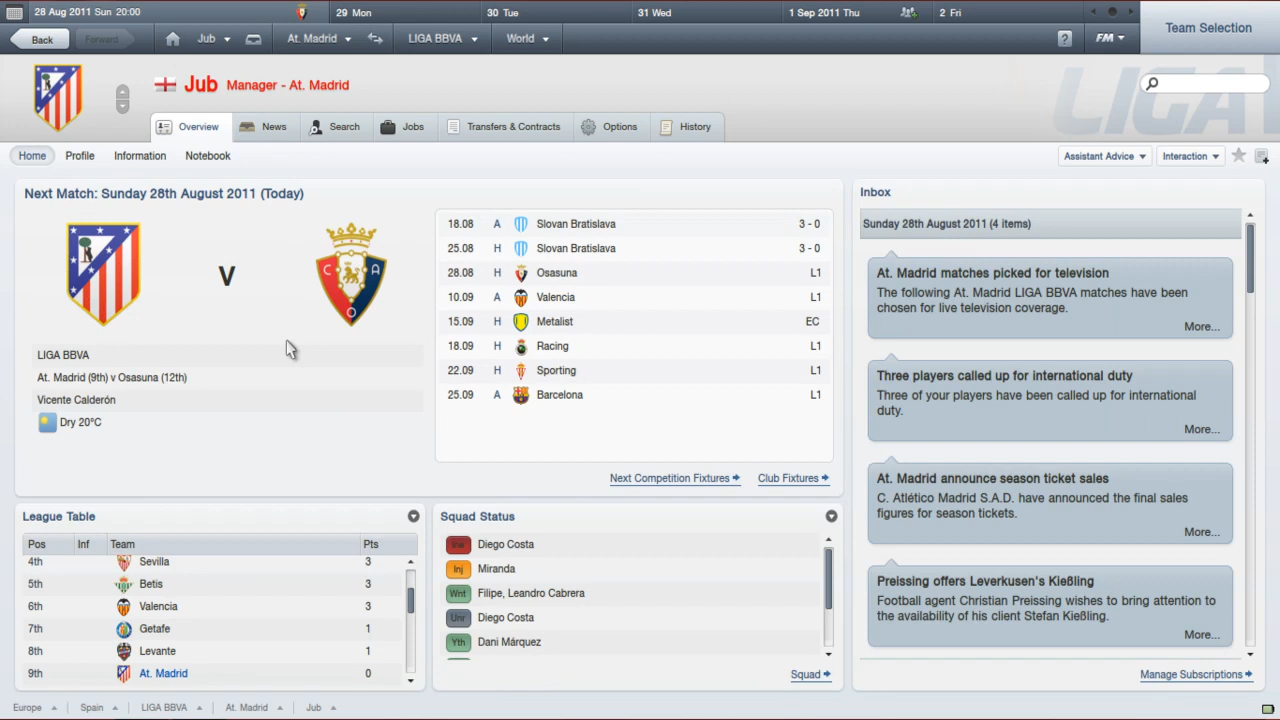 28 Aug 2011 Sun 20:00
29 Mon
30 Tue
31 Wed
1 Sep 2011 Thu
2 Fri
Team Selection
Back
Forward
Jub
At. Madrid
LIGA BBVA
World
?
FM
LIGA
Jub Manager - At. Madrid
Overview
News
Search
Jobs
Transfers & Contracts
Options
History
Home
Profile
Information
Notebook
Assistant Advice
Interaction
Next Match: Sunday 28th August 2011 (Today)
V
C A
O
LIGA BBVA
At. Madrid (9th) v Osasuna (12th)
Vicente Calderón
Dry 20°C
18.08 A Slovan Bratislava 3 - 0
25.08 H Slovan Bratislava 3 - 0
28.08 H Osasuna L1
10.09 A Valencia L1
15.09 H Metalist EC
18.09 H Racing L1
22.09 H Sporting L1
25.09 A Barcelona L1
Next Competition Fixtures
Club Fixtures
Inbox
Sunday 28th August 2011 (4 items)
At. Madrid matches picked for television
The following At. Madrid LIGA BBVA matches have been
chosen for live television coverage.
More...
Three players called up for international duty
Three of your players have been called up for international
duty.
More...
At. Madrid announce season ticket sales
C. Atlético Madrid S.A.D. have announced the final sales
figures for season tickets.
More...
Preissing offers Leverkusen's Kießling
Football agent Christian Preissing wishes to bring attention to
the availability of his client Stefan Kießling.
More...
Manage Subscriptions
League Table
Pos Inf Team Pts
4th Sevilla 3
5th Betis 3
6th Valencia 3
7th Getafe 1
8th Levante 1
9th At. Madrid 0
Squad Status
Diego Costa
Inj Miranda
Wnt Filipe, Leandro Cabrera
Unr Diego Costa
Yth Dani Márquez
Squad
Europe
Spain
LIGA BBVA
At. Madrid
Jub